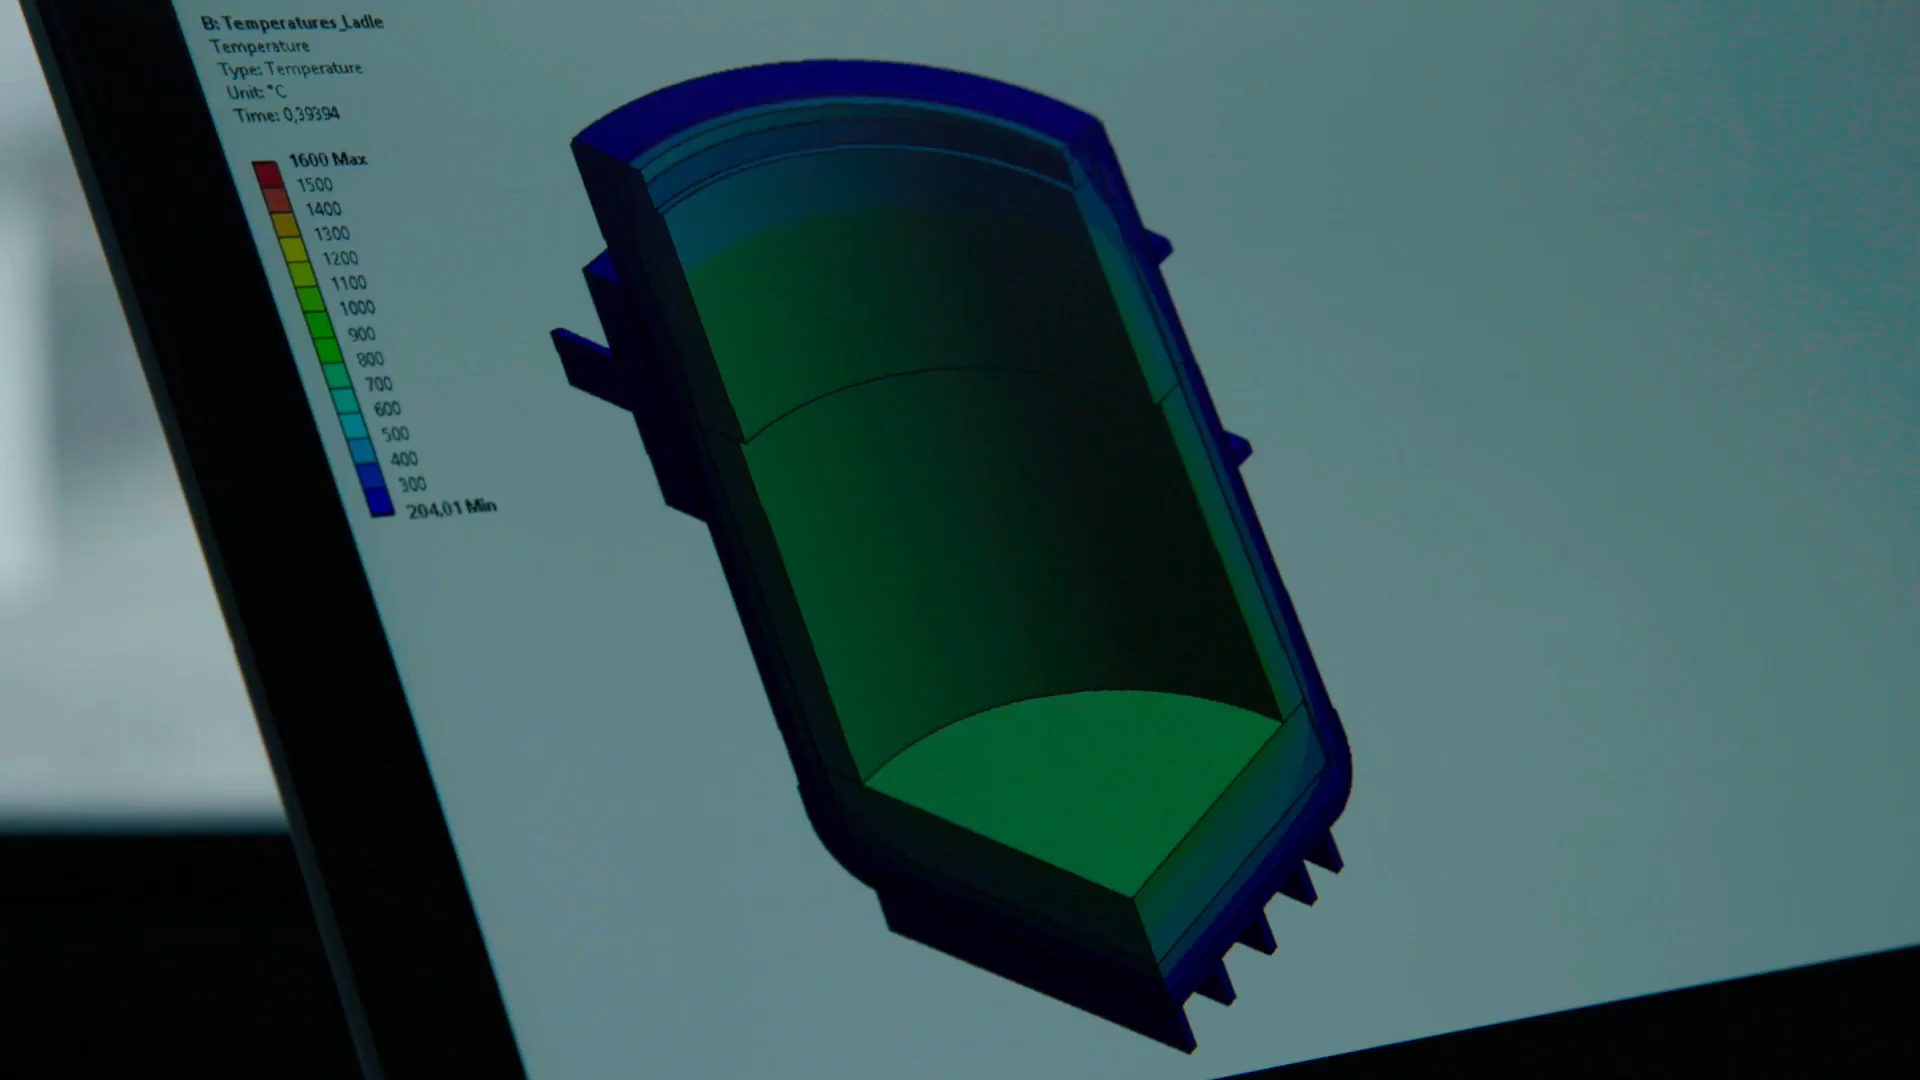 B: Temperatures_Ladle
Temperature
Type: Temperature
Unit: °C
Time: 0,39394
1600 Max
1500
1400
1300
1200
1100
1000
900
800
700
600
500
400
300
204,01 Min